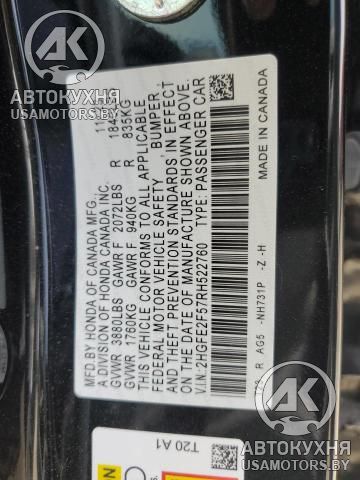 MFD.BY HONDA OF CANADA MFG.,
A DIVISION OF HONDA CANADA INC.
GVWR 3880LBS GAWR F 2072LBS R
GVWR 1760KG GAWR F 940KG R 835KG
THIS VEHICLE CONFORMS TO ALL APPLICABLE
FEDERAL MOTOR VEHICLE SAFETY, BUMPER,
AND THEFT PREVENTION STANDARDS IN EFFECT
ON THE DATE OF MANUFACTURE SHOWN ABOVE.
V.I.N:2HGFE2F57RH522760 TYPE:PASSENGER CAR
R AG5 -NH731P -Z -H
MADE IN CANADA
T20 A1
АВТОКУХНЯ
USAMOTORS.BY
АВТОКУХНЯ
USAMOTORS.BY